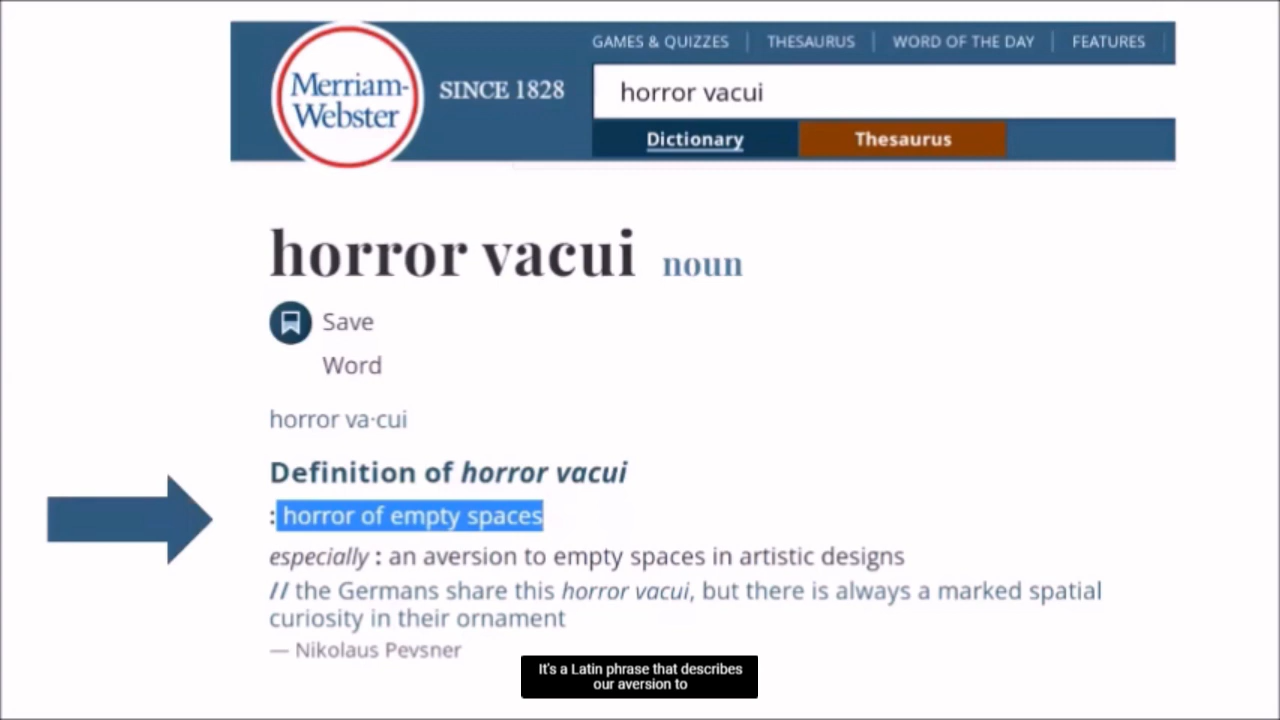 GAMES & QUIZZES | THESAURUS | WORD OF THE DAY | FEATURES |
Merriam-
Webster
SINCE 1828
horror vacui
Dictionary
Thesaurus
horror vacui noun
Save
Word
horror va·cui
Definition of horror vacui
: horror of empty spaces
especially : an aversion to empty spaces in artistic designs
// the Germans share this horror vacui, but there is always a marked spatial
curiosity in their ornament
— Nikolaus Pevsner
It's a Latin phrase that describes
our aversion to